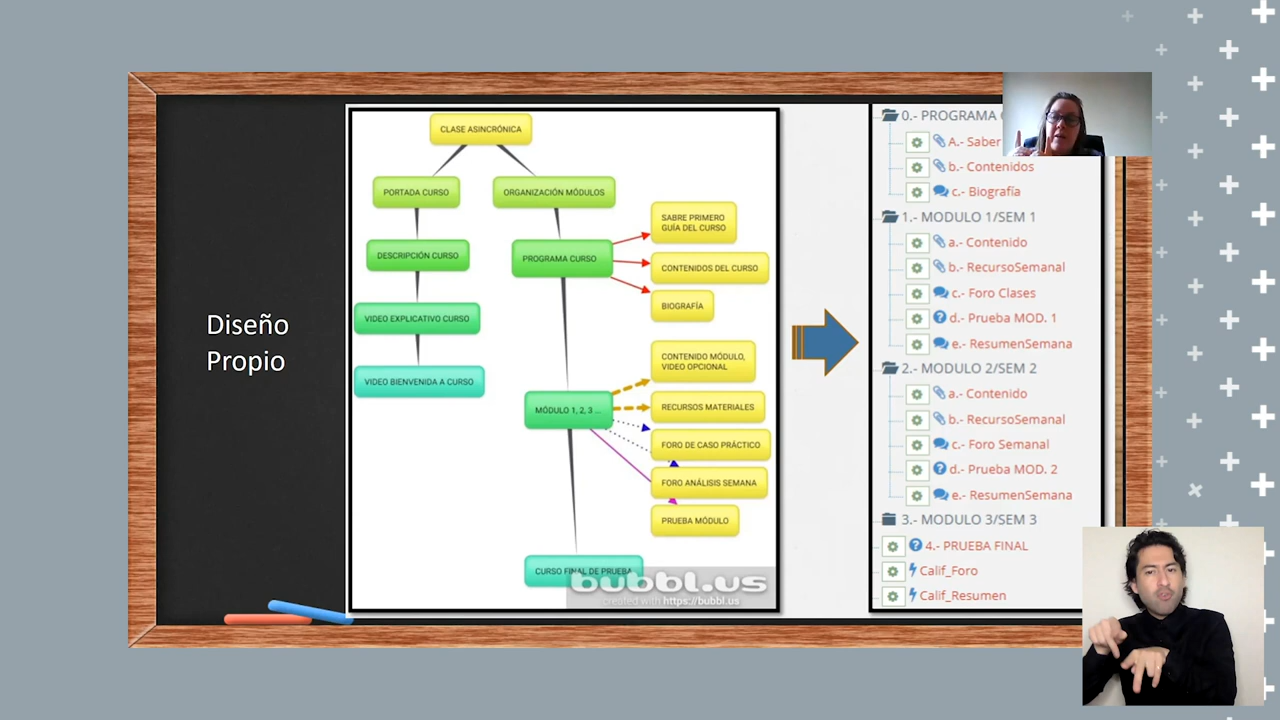 Diseño
Propio
CLASE ASINCRÓNICA
PORTADA CURSO
ORGANIZACIÓN MÓDULOS
DESCRIPCIÓN CURSO
PROGRAMA CURSO
SABRE PRIMERO
GUÍA DEL CURSO
CONTENIDOS DEL CURSO
BIOGRAFÍA
VIDEO EXPLICATIVO CURSO
VIDEO BIENVENIDA A CURSO
MÓDULO 1, 2, 3 ...
CONTENIDO MÓDULO,
VIDEO OPCIONAL
RECURSOS MATERIALES
FORO DE CASO PRÁCTICO
FORO ANÁLISIS SEMANA
PRUEBA MÓDULO
CURSO FINAL DE PRUEBA
bubbl.us
created with https://bubbl.us
0.- PROGRAMA
A.- Saber
b.- Contenidos
c.- Biografía
1.- MODULO 1/SEM 1
a.- Contenido
b.- RecursoSemanal
c.- Foro Clases
d.- Prueba MOD. 1
e.- ResumenSemana
2.- MODULO 2/SEM 2
a.- Contenido
b.- RecursoSemanal
c.- Foro Semanal
d.- Prueba MOD. 2
e.- ResumenSemana
3.- MODULO 3/SEM 3
4.- PRUEBA FINAL
Calif_Foro
Calif_Resumen